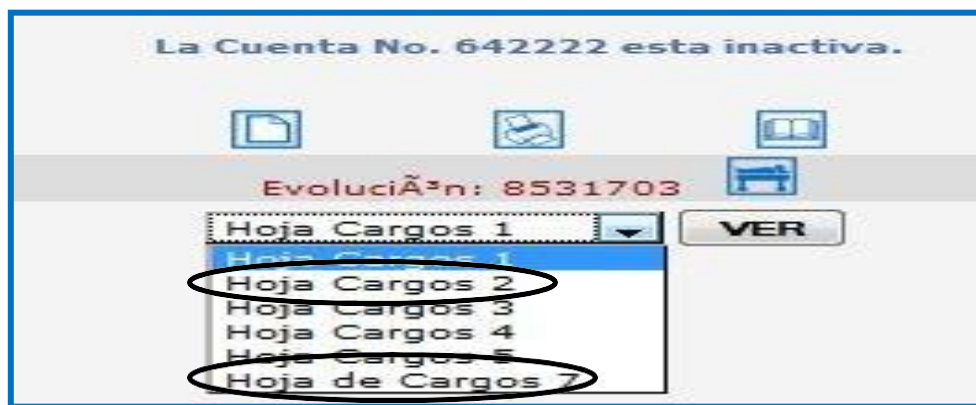 La Cuenta No. 642222 esta inactiva.
EvoluciÃ³n: 8531703
Hoja Cargos 1
VER
Hoja Cargos 1
Hoja Cargos 2
Hoja Cargos 3
Hoja Cargos 4
Hoja Cargos 5
Hoja de Cargos 7